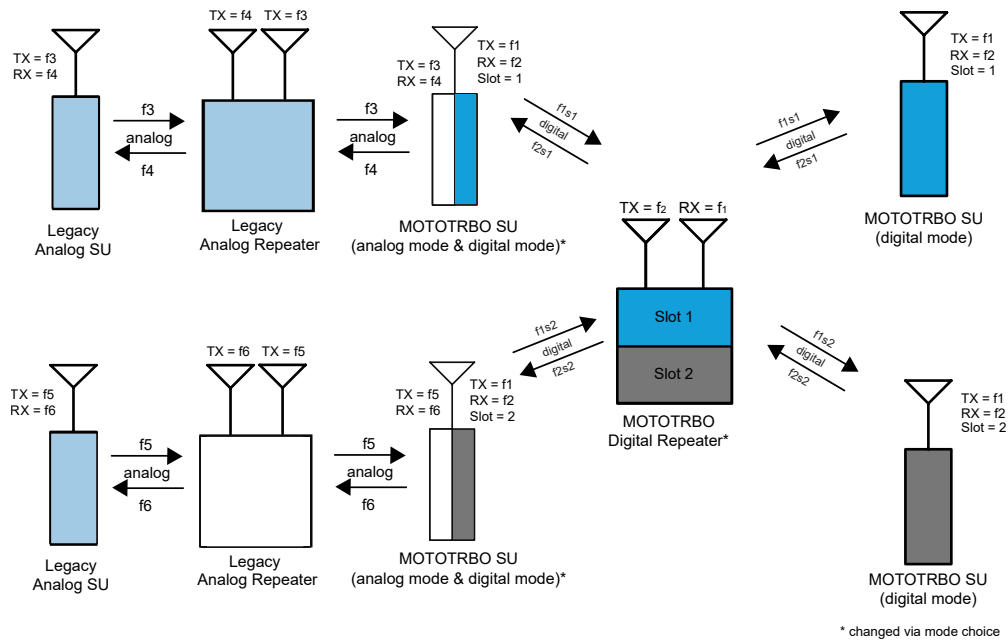 TX = f3
RX = f4
TX = f4
TX = f3
TX = f3
RX = f4
TX = f1
RX = f2
Slot = 1
TX = f1
RX = f2
Slot = 1
f3
analog
f4
f3
analog
f4
f1s1
digital
f2s1
f1s1
digital
f2s1
Legacy
Analog SU
Legacy
Analog Repeater
MOTOTRBO SU
(analog mode & digital mode)*
MOTOTRBO SU
(digital mode)
TX = f2
RX = f1
Slot 1
Slot 2
MOTOTRBO
Digital Repeater*
TX = f5
RX = f6
TX = f6
TX = f5
TX = f5
RX = f6
TX = f1
RX = f2
Slot = 2
TX = f1
RX = f2
Slot = 2
f5
analog
f6
f5
analog
f6
f1s2
digital
f2s2
f1s2
digital
f2s2
Legacy
Analog SU
Legacy
Analog Repeater
MOTOTRBO SU
(analog mode & digital mode)*
MOTOTRBO SU
(digital mode)
* changed via mode choice